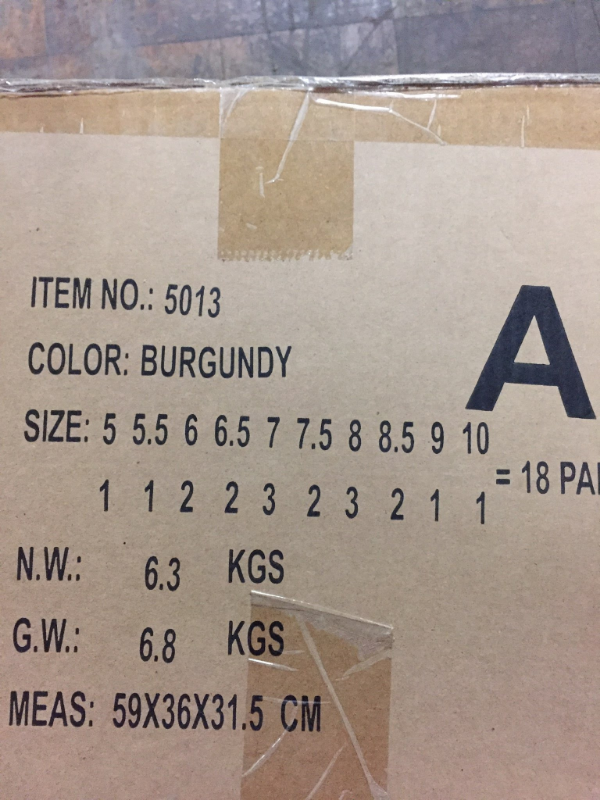 ITEM NO.: 5013
COLOR: BURGUNDY
A
SIZE: 5 5.5 6 6.5 7 7.5 8 8.5 9 10
1 1 2 2 3 2 3 2 1 1 = 18 PAI
N.W.: 6.3 KGS
G.W.: 6.8 KGS
MEAS: 59X36X31.5 CM